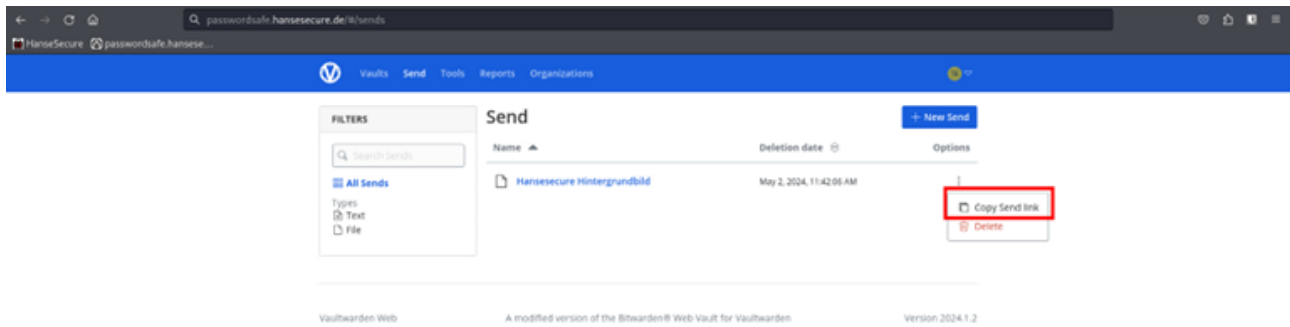 passwordsafe.hansesecure.de/#/sends
HanseSecure passwordsafe.hansese...
Vaults Send Tools Reports Organizations
FILTERS
Search Sends
All Sends
Types
Text
File
Send
+ New Send
Name Deletion date Options
Hansesecure Hintergrundbild May 2, 2024, 11:42:06 AM
Copy Send link
Delete
Vaultwarden Web A modified version of the Bitwarden® Web Vault for Vaultwarden Version 2024.1.2